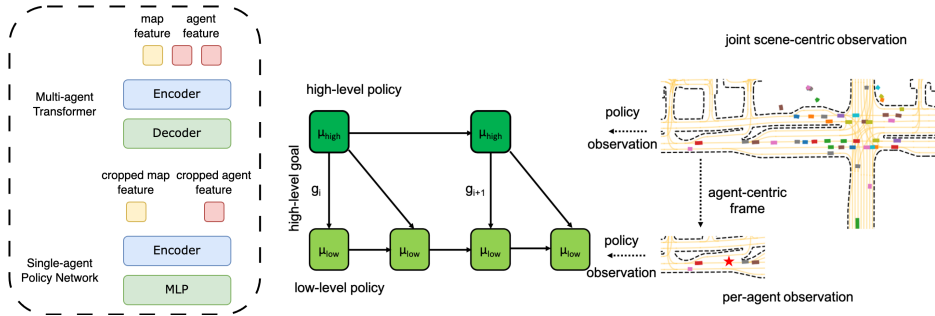 map
feature
agent
feature
Multi-agent
Transformer
Encoder
Decoder
cropped map
feature
cropped agent
feature
Single-agent
Policy Network
Encoder
MLP
high-level policy
μhigh
μhigh
high-level goal
gi
gi+1
μlow
μlow
μlow
μlow
low-level policy
joint scene-centric observation
policy
observation
agent-centric
frame
policy
observation
per-agent observation